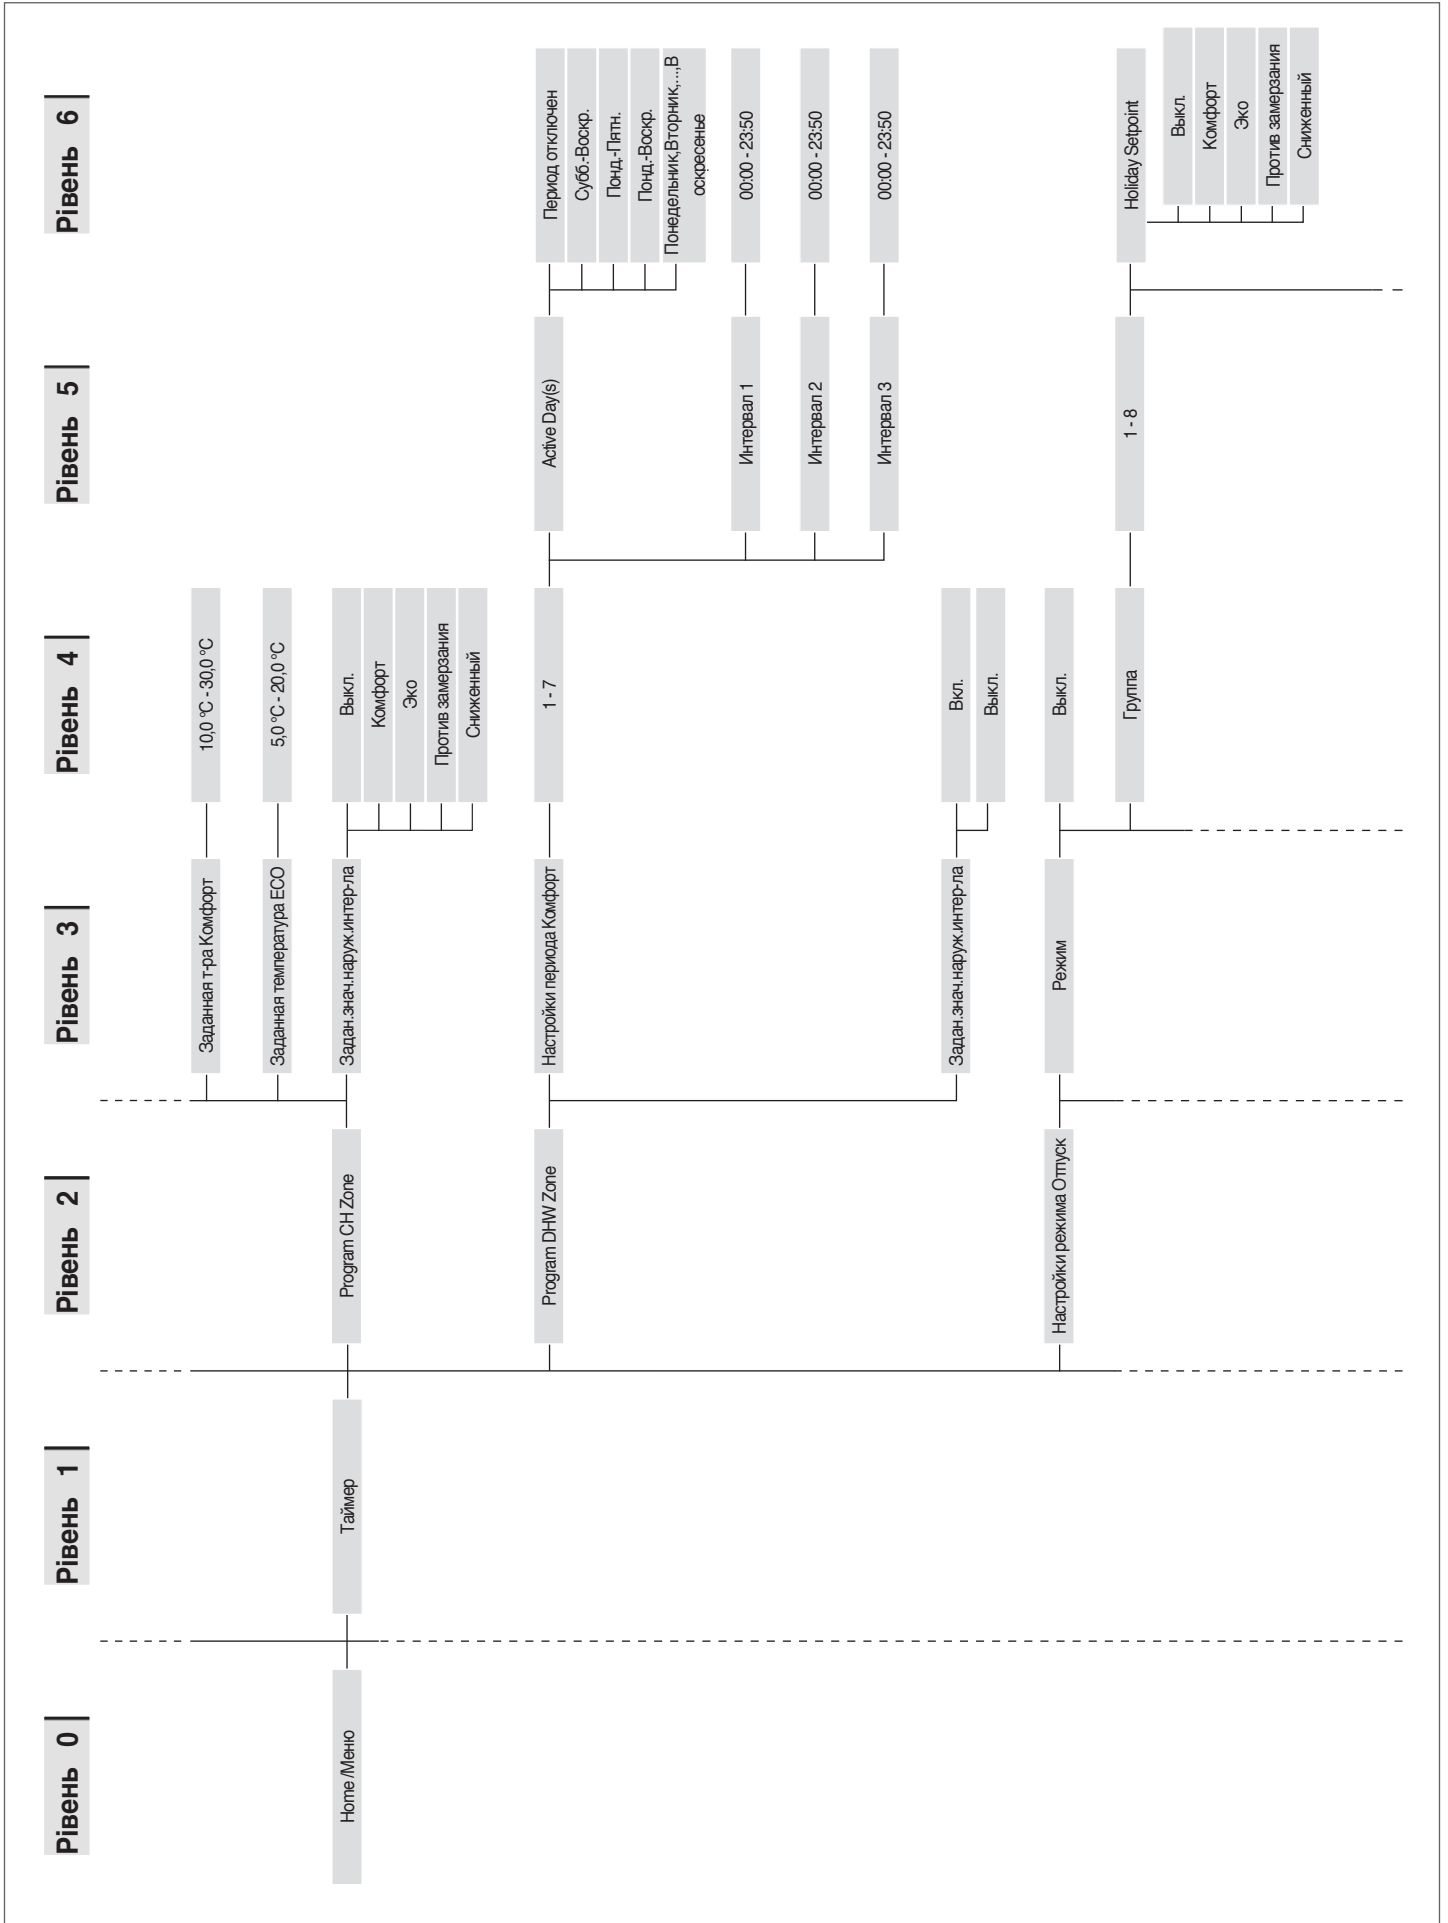 Рівень 0
Рівень 1
Рівень 2
Рівень 3
Рівень 4
Рівень 5
Рівень 6
Home /Меню
Таймер
Program CH Zone
Заданная т-ра Комфорт
10,0 °C - 30,0 °C
Заданная температура ECO
5,0 °C - 20,0 °C
Задан.знач.наруж.интер-ла
Выкл.
Комфорт
Эко
Против замерзания
Сниженный
Program DHW Zone
Настройки периода Комфорт
1 - 7
Active Day(s)
Период отключен
Субб.-Воскр.
Понд.-Пятн.
Понд.-Воскр.
Понедельник,Вторник,...,В
оскресенье
Интервал 1
00:00 - 23:50
Интервал 2
00:00 - 23:50
Интервал 3
00:00 - 23:50
Задан.знач.наруж.интер-ла
Вкл.
Выкл.
Настройки режима Отпуск
Режим
Выкл.
Группа
1 - 8
Holiday Setpoint
Выкл.
Комфорт
Эко
Против замерзания
Сниженный